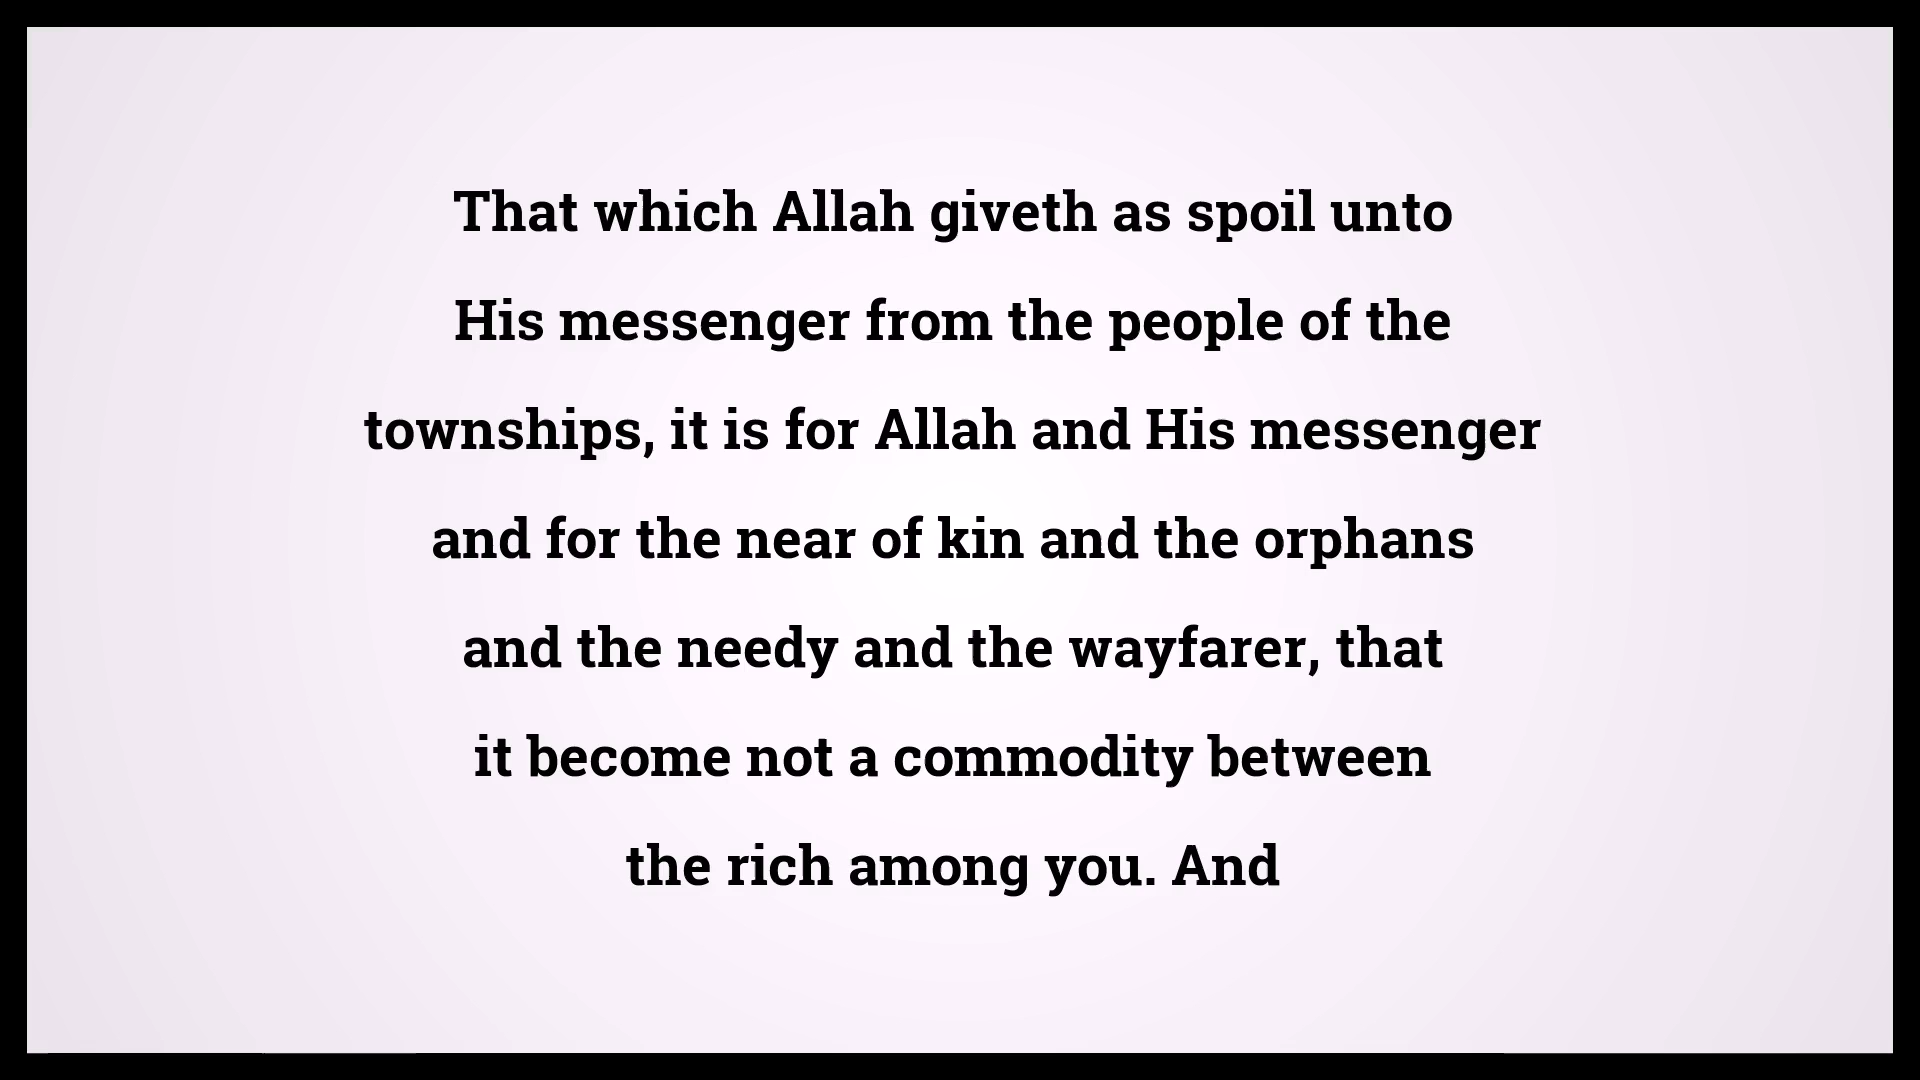 That which Allah giveth as spoil unto
His messenger from the people of the
townships, it is for Allah and His messenger
and for the near of kin and the orphans
and the needy and the wayfarer, that
it become not a commodity between
the rich among you. And